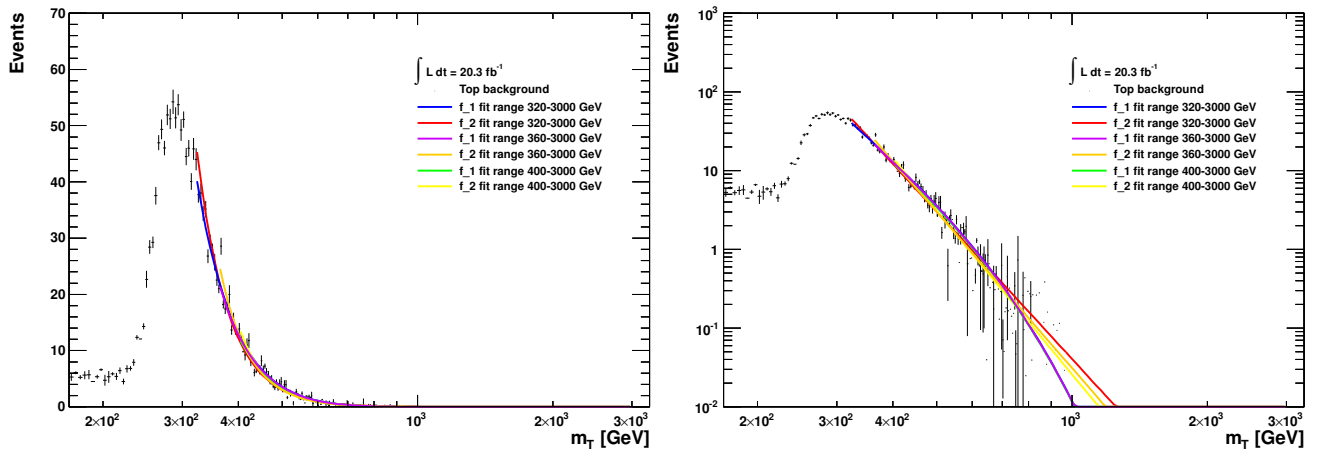 Events
70
60
50
40
30
20
10
0
∫ L dt = 20.3 fb⁻¹
Top background
f_1 fit range 320-3000 GeV
f_2 fit range 320-3000 GeV
f_1 fit range 360-3000 GeV
f_2 fit range 360-3000 GeV
f_1 fit range 400-3000 GeV
f_2 fit range 400-3000 GeV
2×10² 3×10² 4×10² 10³ 2×10³ 3×10³
m_T [GeV]
Events
10³
10²
10
1
10⁻¹
10⁻²
∫ L dt = 20.3 fb⁻¹
Top background
f_1 fit range 320-3000 GeV
f_2 fit range 320-3000 GeV
f_1 fit range 360-3000 GeV
f_2 fit range 360-3000 GeV
f_1 fit range 400-3000 GeV
f_2 fit range 400-3000 GeV
2×10² 3×10² 4×10² 10³ 2×10³ 3×10³
m_T [GeV]